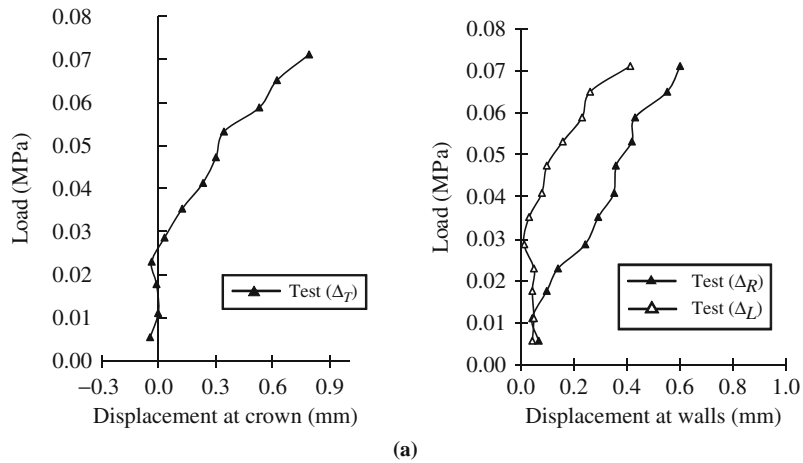 0.08
0.07
0.06
0.05
0.04
0.03
0.02
0.01
0.00
Load (MPa)
−0.3 0.0 0.3 0.6 0.9
Displacement at crown (mm)
Test (Δ_T)
0.08
0.07
0.06
0.05
0.04
0.03
0.02
0.01
0.00
Load (MPa)
0.0 0.2 0.4 0.6 0.8 1.0
Displacement at walls (mm)
Test (Δ_R)
Test (Δ_L)
(a)